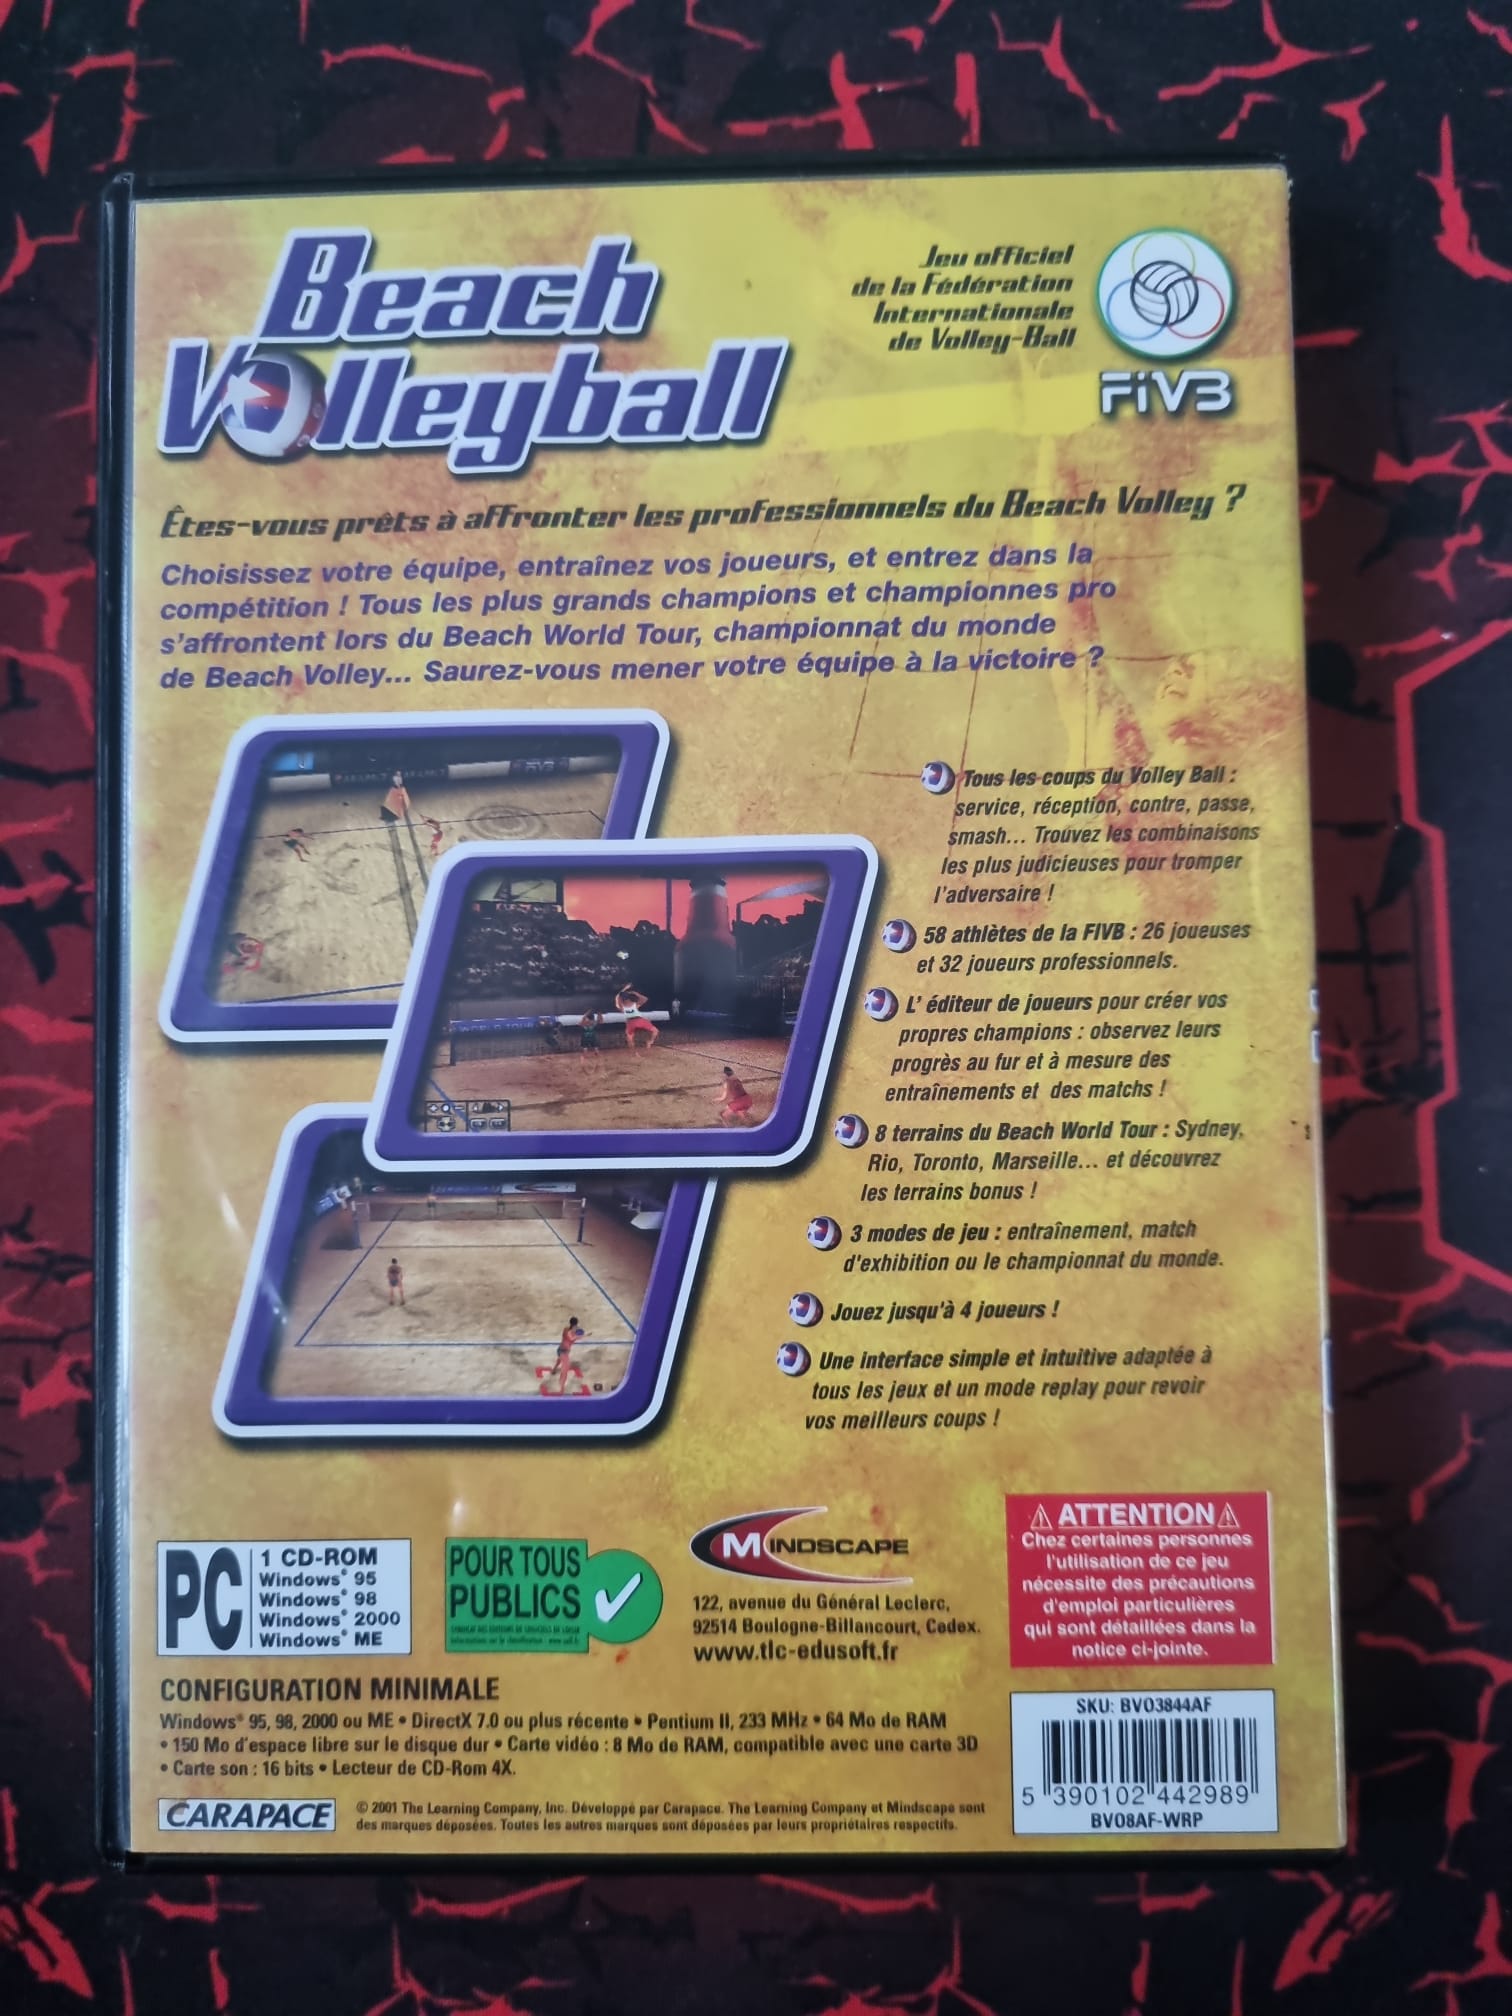 Beach
Volleyball
Jeu officiel
de la Fédération
Internationale
de Volley-Ball
FiVB
Êtes-vous prêts à affronter les professionnels du Beach Volley ?
Choisissez votre équipe, entraînez vos joueurs, et entrez dans la
compétition ! Tous les plus grands champions et championnes pro
s'affrontent lors du Beach World Tour, championnat du monde
de Beach Volley... Saurez-vous mener votre équipe à la victoire ?
WORLD TOUR
Tous les coups du Volley Ball :
service, réception, contre, passe,
smash... Trouvez les combinaisons
les plus judicieuses pour tromper
l'adversaire !
58 athlètes de la FIVB : 26 joueuses
et 32 joueurs professionnels.
L' éditeur de joueurs pour créer vos
propres champions : observez leurs
progrès au fur et à mesure des
entraînements et des matchs !
8 terrains du Beach World Tour : Sydney,
Rio, Toronto, Marseille... et découvrez
les terrains bonus !
3 modes de jeu : entraînement, match
d'exhibition ou le championnat du monde.
Jouez jusqu'à 4 joueurs !
Une interface simple et intuitive adaptée à
tous les jeux et un mode replay pour revoir
vos meilleurs coups !
PC
1 CD-ROM
Windows® 95
Windows® 98
Windows® 2000
Windows® ME
POUR TOUS
PUBLICS
MINDSCAPE
122, avenue du Général Leclerc,
92514 Boulogne-Billancourt, Cedex.
www.tlc-edusoft.fr
ATTENTION
Chez certaines personnes
l'utilisation de ce jeu
nécessite des précautions
d'emploi particulières
qui sont détaillées dans la
notice ci-jointe.
CONFIGURATION MINIMALE
Windows® 95, 98, 2000 ou ME • DirectX 7.0 ou plus récente • Pentium II, 233 MHz • 64 Mo de RAM
• 150 Mo d'espace libre sur le disque dur • Carte vidéo : 8 Mo de RAM, compatible avec une carte 3D
• Carte son : 16 bits • Lecteur de CD-Rom 4X.
CARAPACE
© 2001 The Learning Company, Inc. Développé par Carapace. The Learning Company et Mindscape sont
des marques déposées. Toutes les autres marques sont déposées par leurs propriétaires respectifs.
SKU: BV03844AF
5 390102 442989
BV08AF-WRP